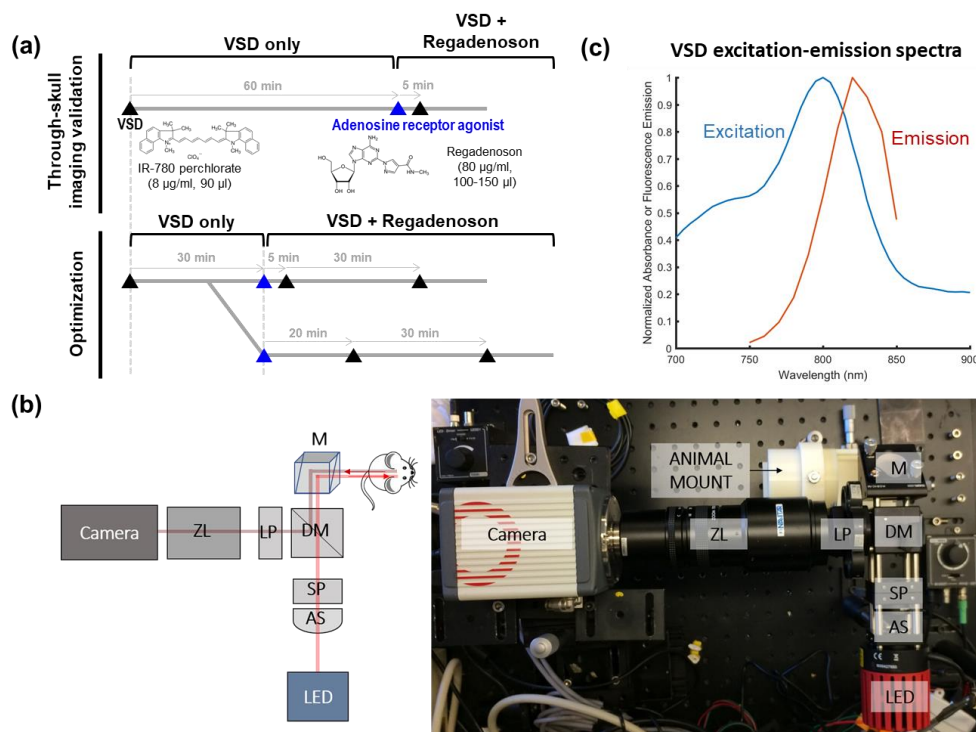 (a)
VSD only
VSD +
Regadenoson
Through-skull
imaging validation
60 min
5 min
VSD
IR-780 perchlorate
(8 μg/ml, 90 μl)
Adenosine receptor agonist
Regadenoson
(80 μg/ml,
100-150 μl)
VSD only
VSD + Regadenoson
Optimization
30 min
5 min
30 min
20 min
30 min
(c)
VSD excitation-emission spectra
Normalized Absorbance or Fluorescence Emission
1
0.9
0.8
0.7
0.6
0.5
0.4
0.3
0.2
0.1
0
Excitation
Emission
700
750
800
850
900
Wavelength (nm)
(b)
M
Camera
ZL
LP
DM
SP
AS
LED
ANIMAL
MOUNT
M
Camera
ZL
LP
DM
SP
AS
LED